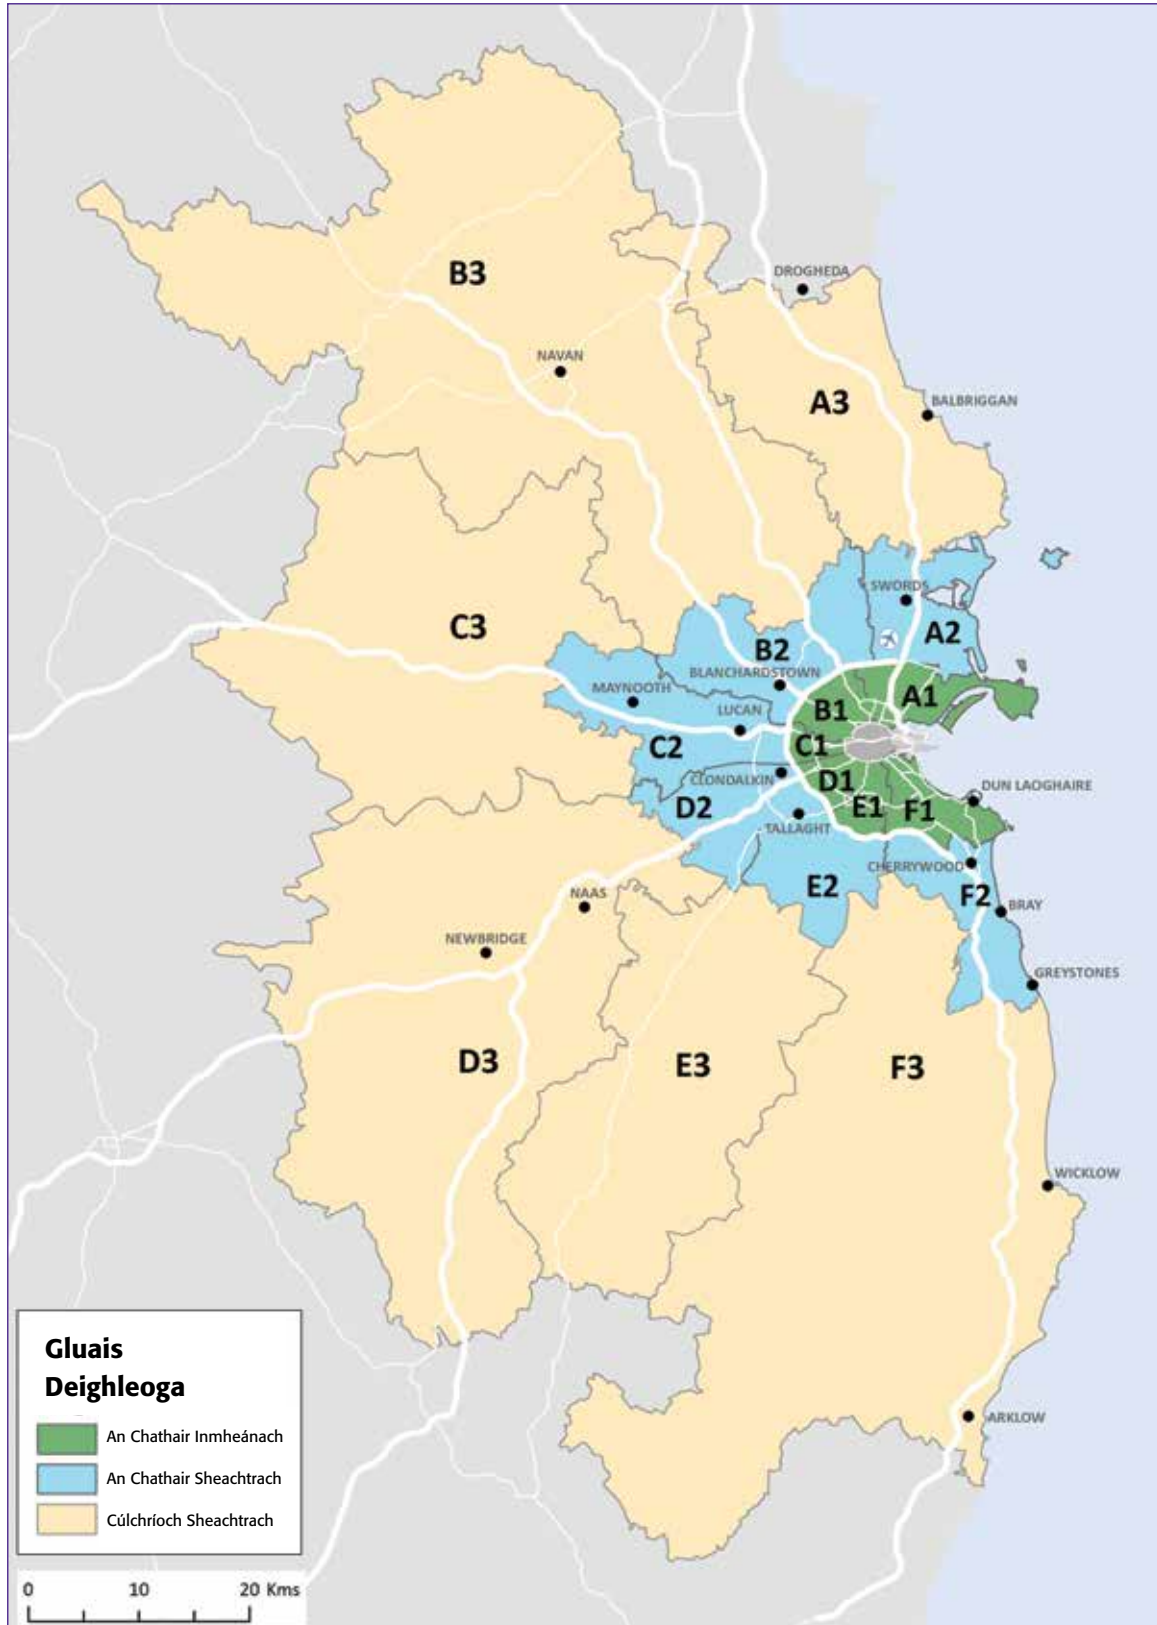 B3
DROGHEDA
NAVAN
A3
BALBRIGGAN
SWORDS
C3
A2
B2
BLANCHARDSTOWN
MAYNOOTH
A1
B1
LUCAN
C2
C1
CLONDALKIN
D1
DUN LAOGHAIRE
D2
E1
F1
TALLAGHT
CHERRYWOOD
E2
F2
NAAS
BRAY
NEWBRIDGE
GREYSTONES
D3
E3
F3
WICKLOW
ARKLOW
Gluais
Deighleoga
An Chathair Inmheánach
An Chathair Sheachtrach
Cúlchríoch Sheachtrach
0 10 20 Kms